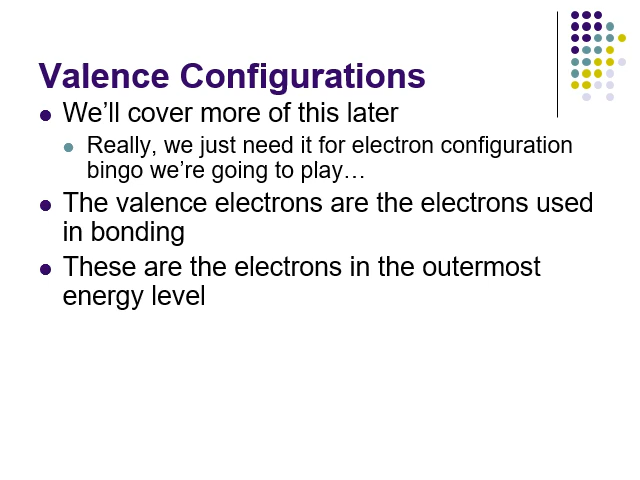 Valence Configurations
We’ll cover more of this later
Really, we just need it for electron configuration
bingo we’re going to play…
The valence electrons are the electrons used
in bonding
These are the electrons in the outermost
energy level